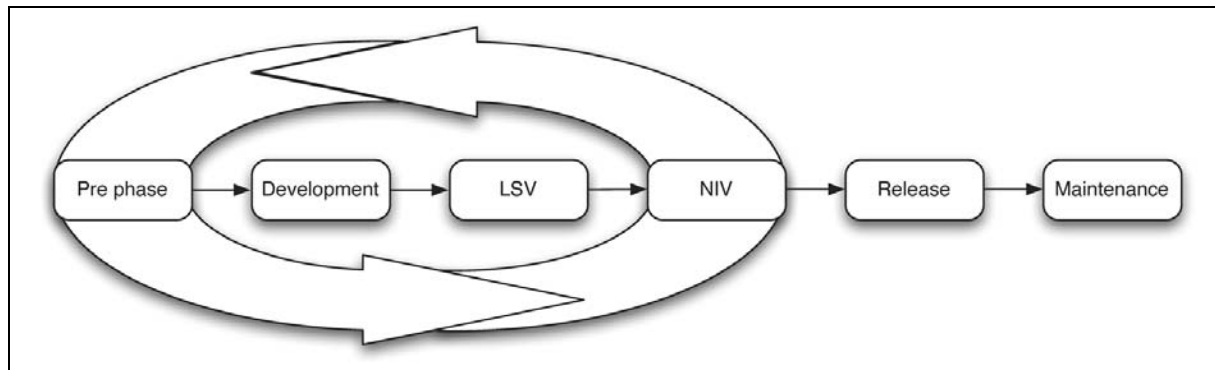 Pre phase
Development
LSV
NIV
Release
Maintenance